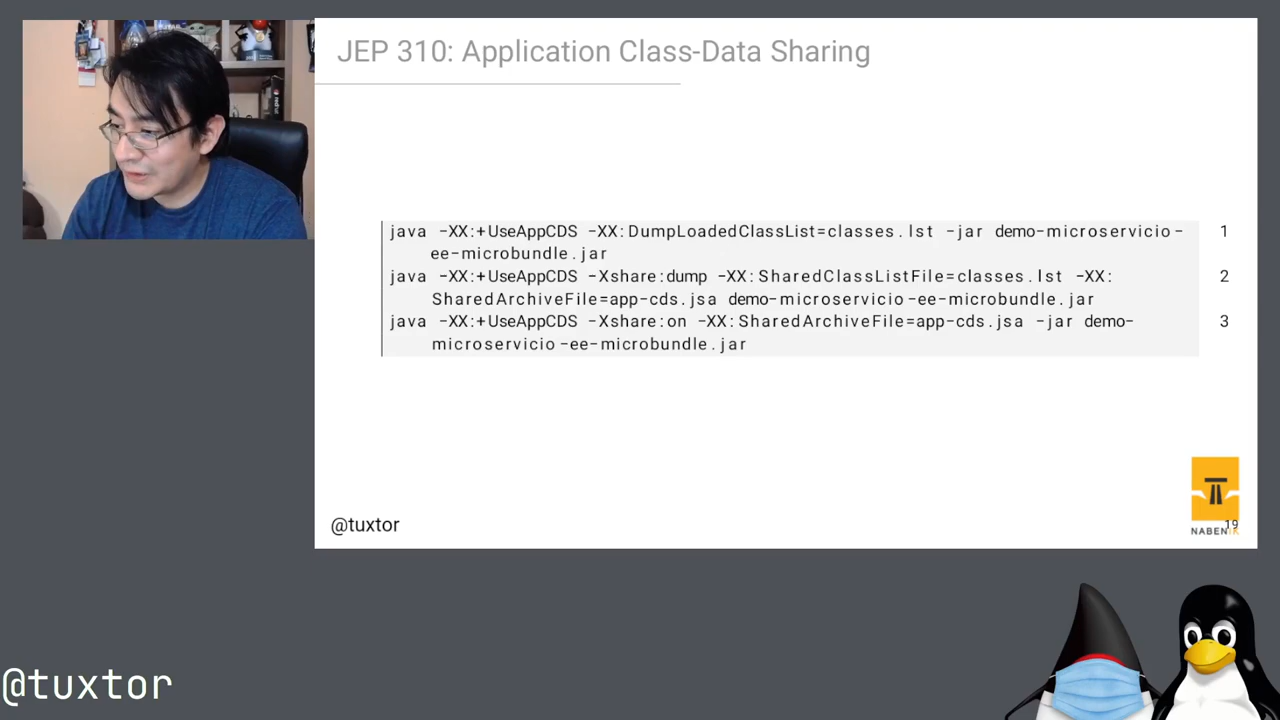 JEP 310: Application Class-Data Sharing
java -XX:+UseAppCDS -XX:DumpLoadedClassList=classes.lst -jar demo-microservicio- 1
ee-microbundle.jar
java -XX:+UseAppCDS -Xshare:dump -XX:SharedClassListFile=classes.lst -XX: 2
SharedArchiveFile=app-cds.jsa demo-microservicio-ee-microbundle.jar
java -XX:+UseAppCDS -Xshare:on -XX:SharedArchiveFile=app-cds.jsa -jar demo- 3
microservicio-ee-microbundle.jar
@tuxtor
19
NABENIK
@tuxtor